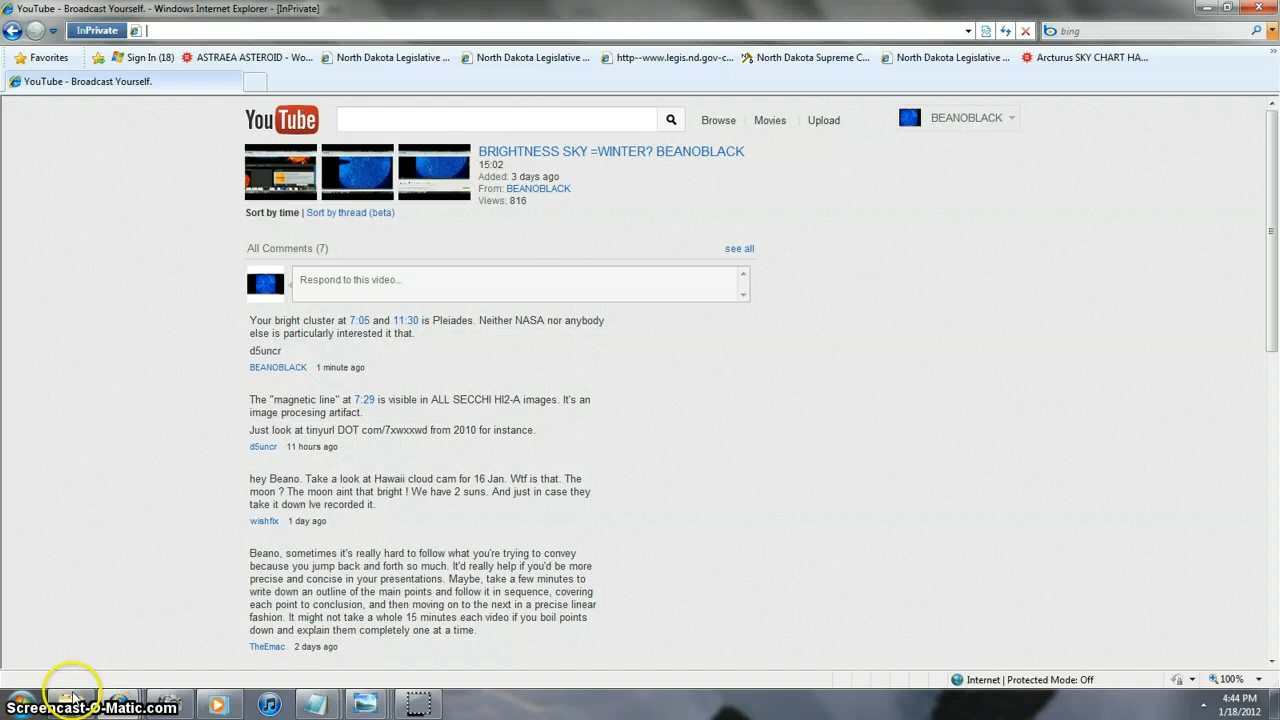 YouTube - Broadcast Yourself. - Windows Internet Explorer - [InPrivate]
InPrivate
bing
Favorites
Sign In (18)
ASTRAEA ASTEROID - Wo...
North Dakota Legislative ...
North Dakota Legislative...
http--www.legis.nd.gov-c...
North Dakota Supreme C...
North Dakota Legislative...
Arcturus SKY CHART HA...
YouTube - Broadcast Yourself.
YouTube
Browse | Movies | Upload
BEANOBLACK
BRIGHTNESS SKY =WINTER? BEANOBLACK
15:02
Added: 3 days ago
From: BEANOBLACK
Views: 816
Sort by time | Sort by thread (beta)
All Comments (7)
see all
Respond to this video...
Your bright cluster at 7:05 and 11:30 is Pleiades. Neither NASA nor anybody
else is particularly interested it that.
d5uncr
BEANOBLACK 1 minute ago
The "magnetic line" at 7:29 is visible in ALL SECCHI HI2-A images. It's an
image procesing artifact.
Just look at tinyurl DOT com/7xwxxwd from 2010 for instance.
d5uncr 11 hours ago
hey Beano. Take a look at Hawaii cloud cam for 16 Jan. Wtf is that. The
moon ? The moon aint that bright ! We have 2 suns. And just in case they
take it down Ive recorded it.
wishfix 1 day ago
Beano, sometimes it's really hard to follow what you're trying to convey
because you jump back and forth so much. It'd really help if you'd be more
precise and concise in your presentations. Maybe, take a few minutes to
write down an outline of the main points and follow it in sequence, covering
each point to conclusion, and then moving on to the next in a precise linear
fashion. It might not take a whole 15 minutes each video if you boil points
down and explain them completely one at a time.
TheEmac 2 days ago
Internet | Protected Mode: Off
100%
Screencast-O-Matic.com
4:44 PM
1/18/2012